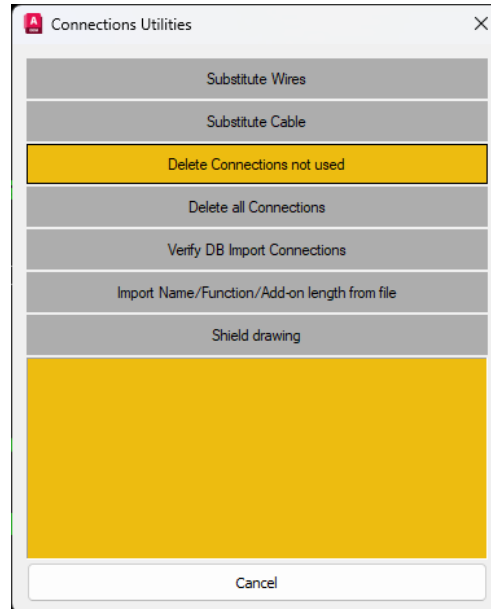 Connections Utilities
Substitute Wires
Substitute Cable
Delete Connections not used
Delete all Connections
Verify DB Import Connections
Import Name/Function/Add-on length from file
Shield drawing
Cancel